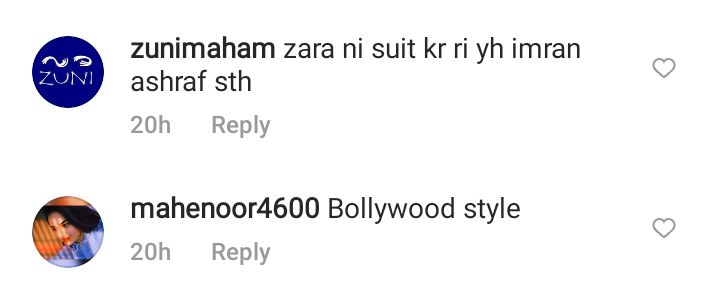 zunimaham zara ni suit kr ri yh imran
ashraf sth
20h Reply
ZUNI
mahenoor4600 Bollywood style
20h Reply